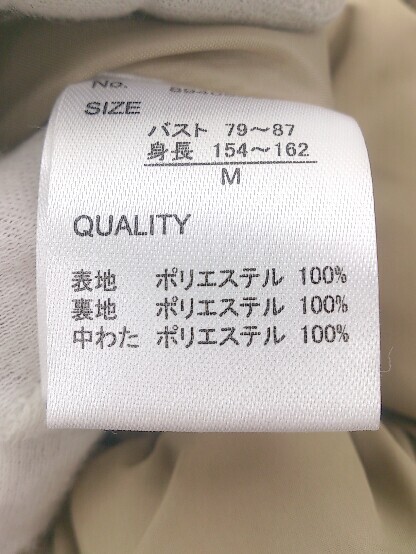 No.
SIZE
バスト 79～87
身長 154～162
M
QUALITY
表地 ポリエステル 100%
裏地 ポリエステル 100%
中わた ポリエステル 100%